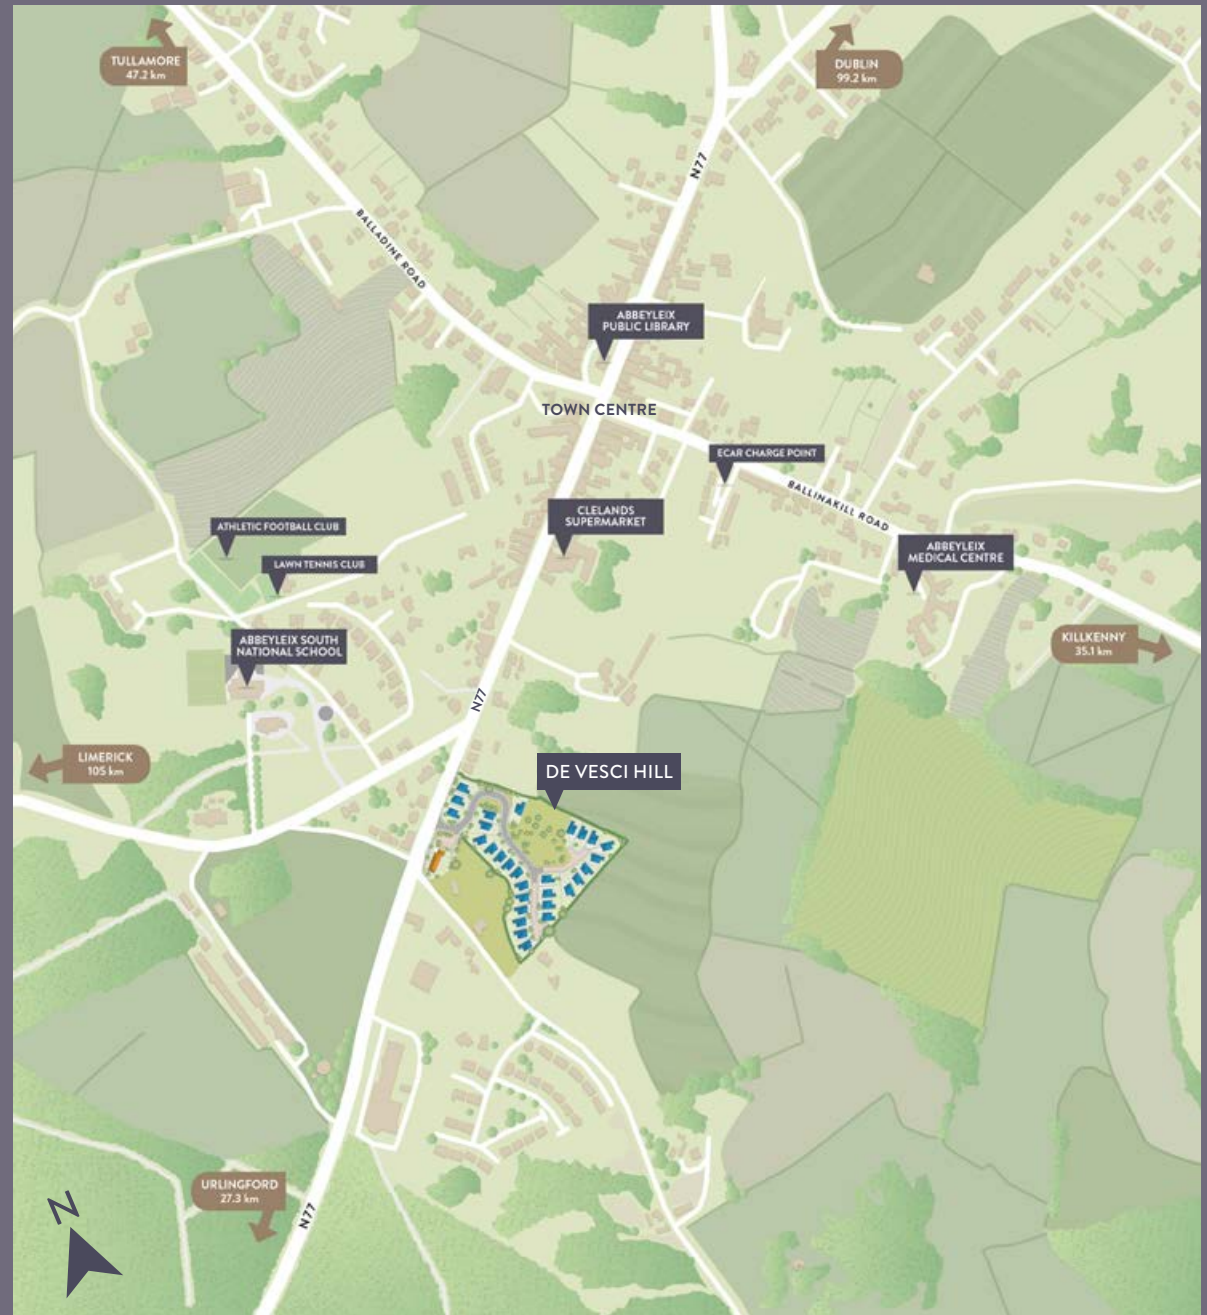 TULLAMORE
47.2 km
DUBLIN
99.2 km
N77
BALLADINE ROAD
ABBEYLEIX
PUBLIC LIBRARY
TOWN CENTRE
ECAR CHARGE POINT
BALLINAKILL ROAD
CLELANDS
SUPERMARKET
ATHLETIC FOOTBALL CLUB
LAWN TENNIS CLUB
ABBEYLEIX
MEDICAL CENTRE
ABBEYLEIX SOUTH
NATIONAL SCHOOL
KILLKENNY
35.1 km
N77
LIMERICK
105 km
DE VESCI HILL
URLINGFORD
27.3 km
N77
N